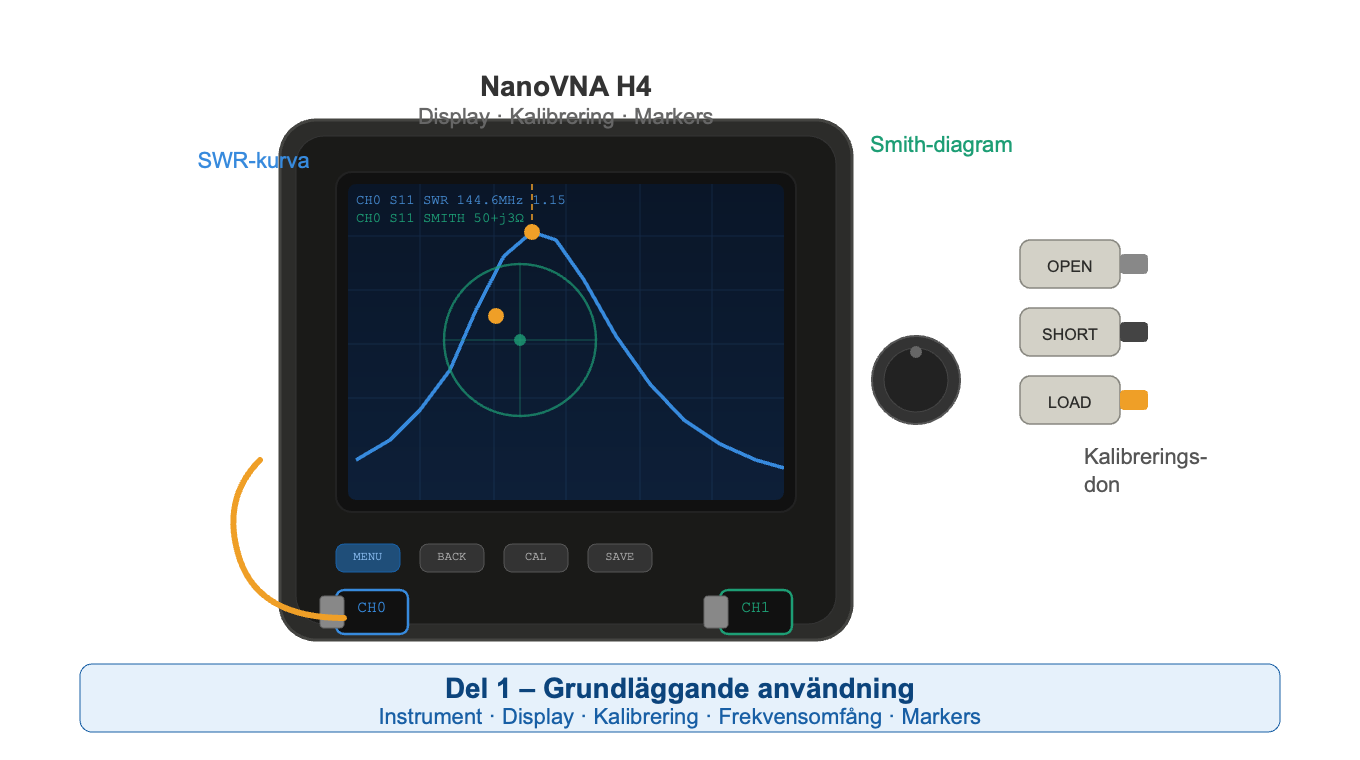 NanoVNA H4
Display · Kalibrering · Markers
SWR-kurva
Smith-diagram
CH0 S11 SWR 144.6MHz 1.15
CH0 S11 SMITH 50+j3Ω
OPEN
SHORT
LOAD
Kalibrerings-
don
MENU
BACK
CAL
SAVE
CH0
CH1
Del 1 – Grundläggande användning
Instrument · Display · Kalibrering · Frekvensomfång · Markers